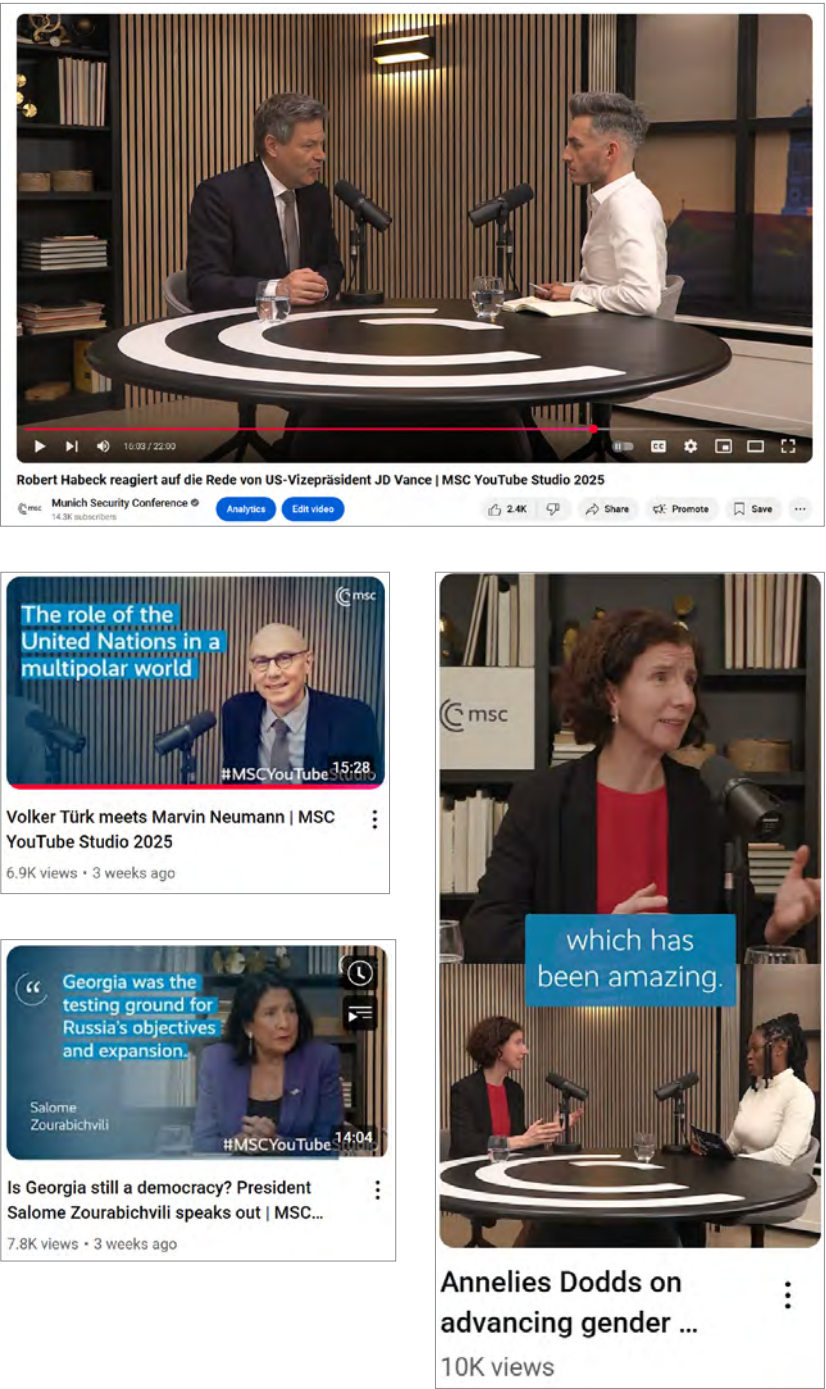 16:03 / 22:00
CC
Robert Habeck reagiert auf die Rede von US-Vizepräsident JD Vance | MSC YouTube Studio 2025
msc
Munich Security Conference
14.3K subscribers
Analytics
Edit video
2.4K
Share
Promote
Save
msc
The role of the
United Nations in a
multipolar world
#MSCYouTubeStudio
15:28
Volker Türk meets Marvin Neumann | MSC
YouTube Studio 2025
6.9K views • 3 weeks ago
“
Georgia was the
testing ground for
Russia's objectives
and expansion.
Salome
Zourabichvili
#MSCYouTubeStudio
14:04
Is Georgia still a democracy? President
Salome Zourabichvili speaks out | MSC...
7.8K views • 3 weeks ago
msc
which has
been amazing.
Annelies Dodds on
advancing gender ...
10K views